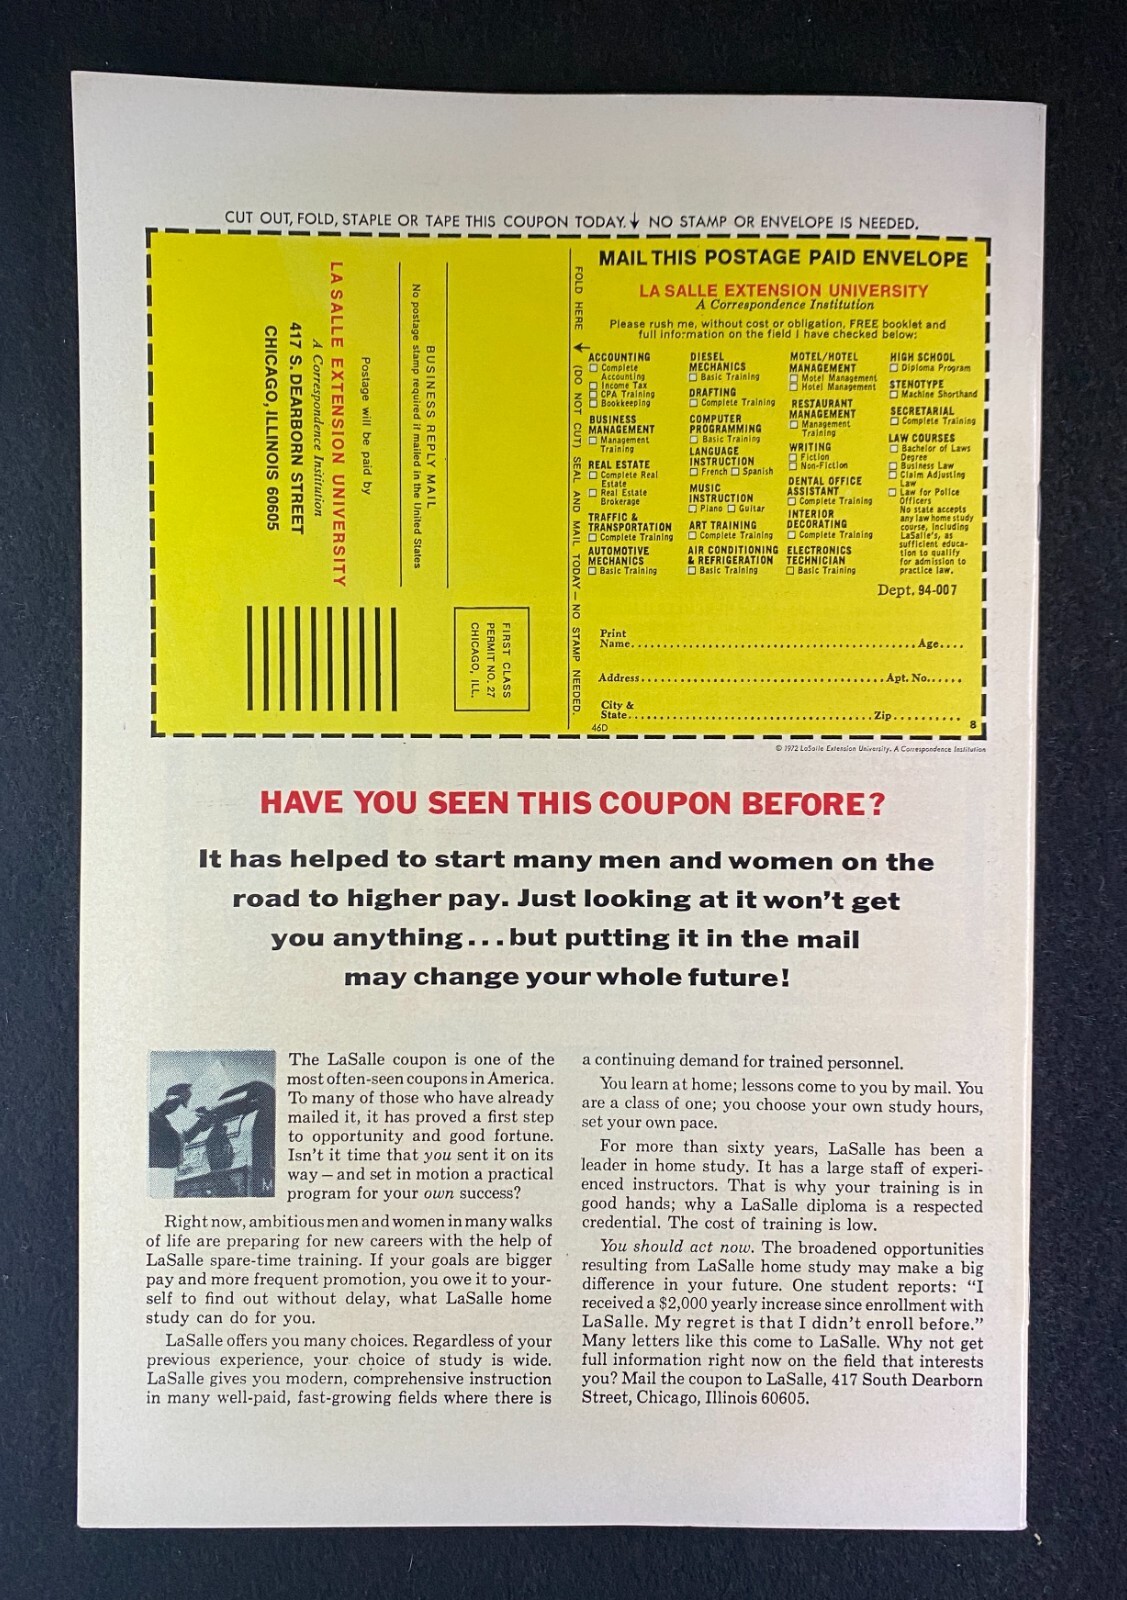 CUT OUT, FOLD, STAPLE OR TAPE THIS COUPON TODAY. ↓ NO STAMP OR ENVELOPE IS NEEDED.
FIRST CLASS
PERMIT NO. 27
CHICAGO, ILL.
BUSINESS REPLY MAIL
No postage stamp required if mailed in the United States
Postage will be paid by
LA SALLE EXTENSION UNIVERSITY
A Correspondence Institution
417 S. DEARBORN STREET
CHICAGO, ILLINOIS 60605
FOLD HERE ← (DO NOT CUT) SEAL AND MAIL TODAY — NO STAMP NEEDED.
MAIL THIS POSTAGE PAID ENVELOPE
LA SALLE EXTENSION UNIVERSITY
A Correspondence Institution
Please rush me, without cost or obligation, FREE booklet and
full information on the field I have checked below:
ACCOUNTING
☐ Complete
Accounting
☐ Income Tax
☐ CPA Training
☐ Bookkeeping
BUSINESS
MANAGEMENT
☐ Management
Training
REAL ESTATE
☐ Complete Real
Estate
☐ Real Estate
Brokerage
TRAFFIC &
TRANSPORTATION
☐ Complete Training
AUTOMOTIVE
MECHANICS
☐ Basic Training
DIESEL
MECHANICS
☐ Basic Training
DRAFTING
☐ Complete Training
COMPUTER
PROGRAMMING
☐ Basic Training
LANGUAGE
INSTRUCTION
☐ French ☐ Spanish
MUSIC
INSTRUCTION
☐ Piano ☐ Guitar
ART TRAINING
☐ Complete Training
AIR CONDITIONING
& REFRIGERATION
☐ Basic Training
MOTEL/HOTEL
MANAGEMENT
☐ Motel Management
☐ Hotel Management
RESTAURANT
MANAGEMENT
☐ Management
Training
WRITING
☐ Fiction
☐ Non-Fiction
DENTAL OFFICE
ASSISTANT
☐ Complete Training
INTERIOR
DECORATING
☐ Complete Training
ELECTRONICS
TECHNICIAN
☐ Basic Training
HIGH SCHOOL
☐ Diploma Program
STENOTYPE
☐ Machine Shorthand
SECRETARIAL
☐ Complete Training
LAW COURSES
☐ Bachelor of Laws
Degree
☐ Business Law
☐ Claim Adjusting
Law
☐ Law for Police
Officers
No state accepts
any law home study
course, including
LaSalle's, as
sufficient educa-
tion to qualify
for admission to
practice law.
Dept. 94-007
Print
Name........Age....
Address........Apt. No......
City &
State........Zip..........
46D
8
© 1972 LaSalle Extension University, A Correspondence Institution
HAVE YOU SEEN THIS COUPON BEFORE?
It has helped to start many men and women on the
road to higher pay. Just looking at it won't get
you anything...but putting it in the mail
may change your whole future!
The LaSalle coupon is one of the
most often-seen coupons in America.
To many of those who have already
mailed it, it has proved a first step
to opportunity and good fortune.
Isn't it time that you sent it on its
way – and set in motion a practical
program for your own success?
Right now, ambitious men and women in many walks
of life are preparing for new careers with the help of
LaSalle spare-time training. If your goals are bigger
pay and more frequent promotion, you owe it to your-
self to find out without delay, what LaSalle home
study can do for you.
LaSalle offers you many choices. Regardless of your
previous experience, your choice of study is wide.
LaSalle gives you modern, comprehensive instruction
in many well-paid, fast-growing fields where there is
a continuing demand for trained personnel.
You learn at home; lessons come to you by mail. You
are a class of one; you choose your own study hours,
set your own pace.
For more than sixty years, LaSalle has been a
leader in home study. It has a large staff of experi-
enced instructors. That is why your training is in
good hands; why a LaSalle diploma is a respected
credential. The cost of training is low.
You should act now. The broadened opportunities
resulting from LaSalle home study may make a big
difference in your future. One student reports: "I
received a $2,000 yearly increase since enrollment with
LaSalle. My regret is that I didn't enroll before."
Many letters like this come to LaSalle. Why not get
full information right now on the field that interests
you? Mail the coupon to LaSalle, 417 South Dearborn
Street, Chicago, Illinois 60605.